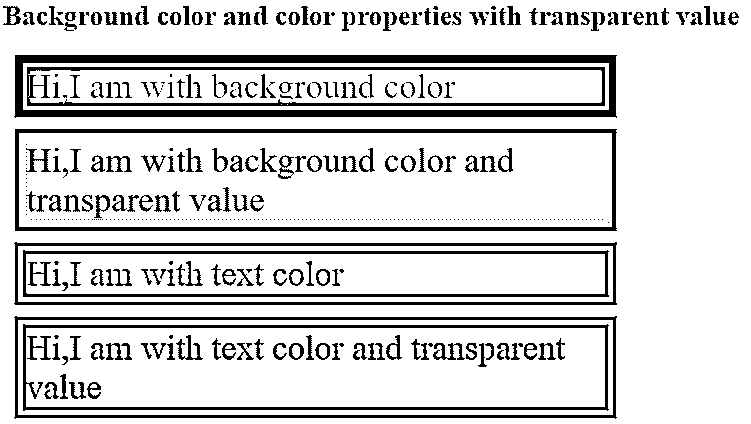 Background color and color properties with transparent value
Hi,I am with background color
Hi,I am with background color and
transparent value
Hi,I am with text color
Hi,I am with text color and transparent
value